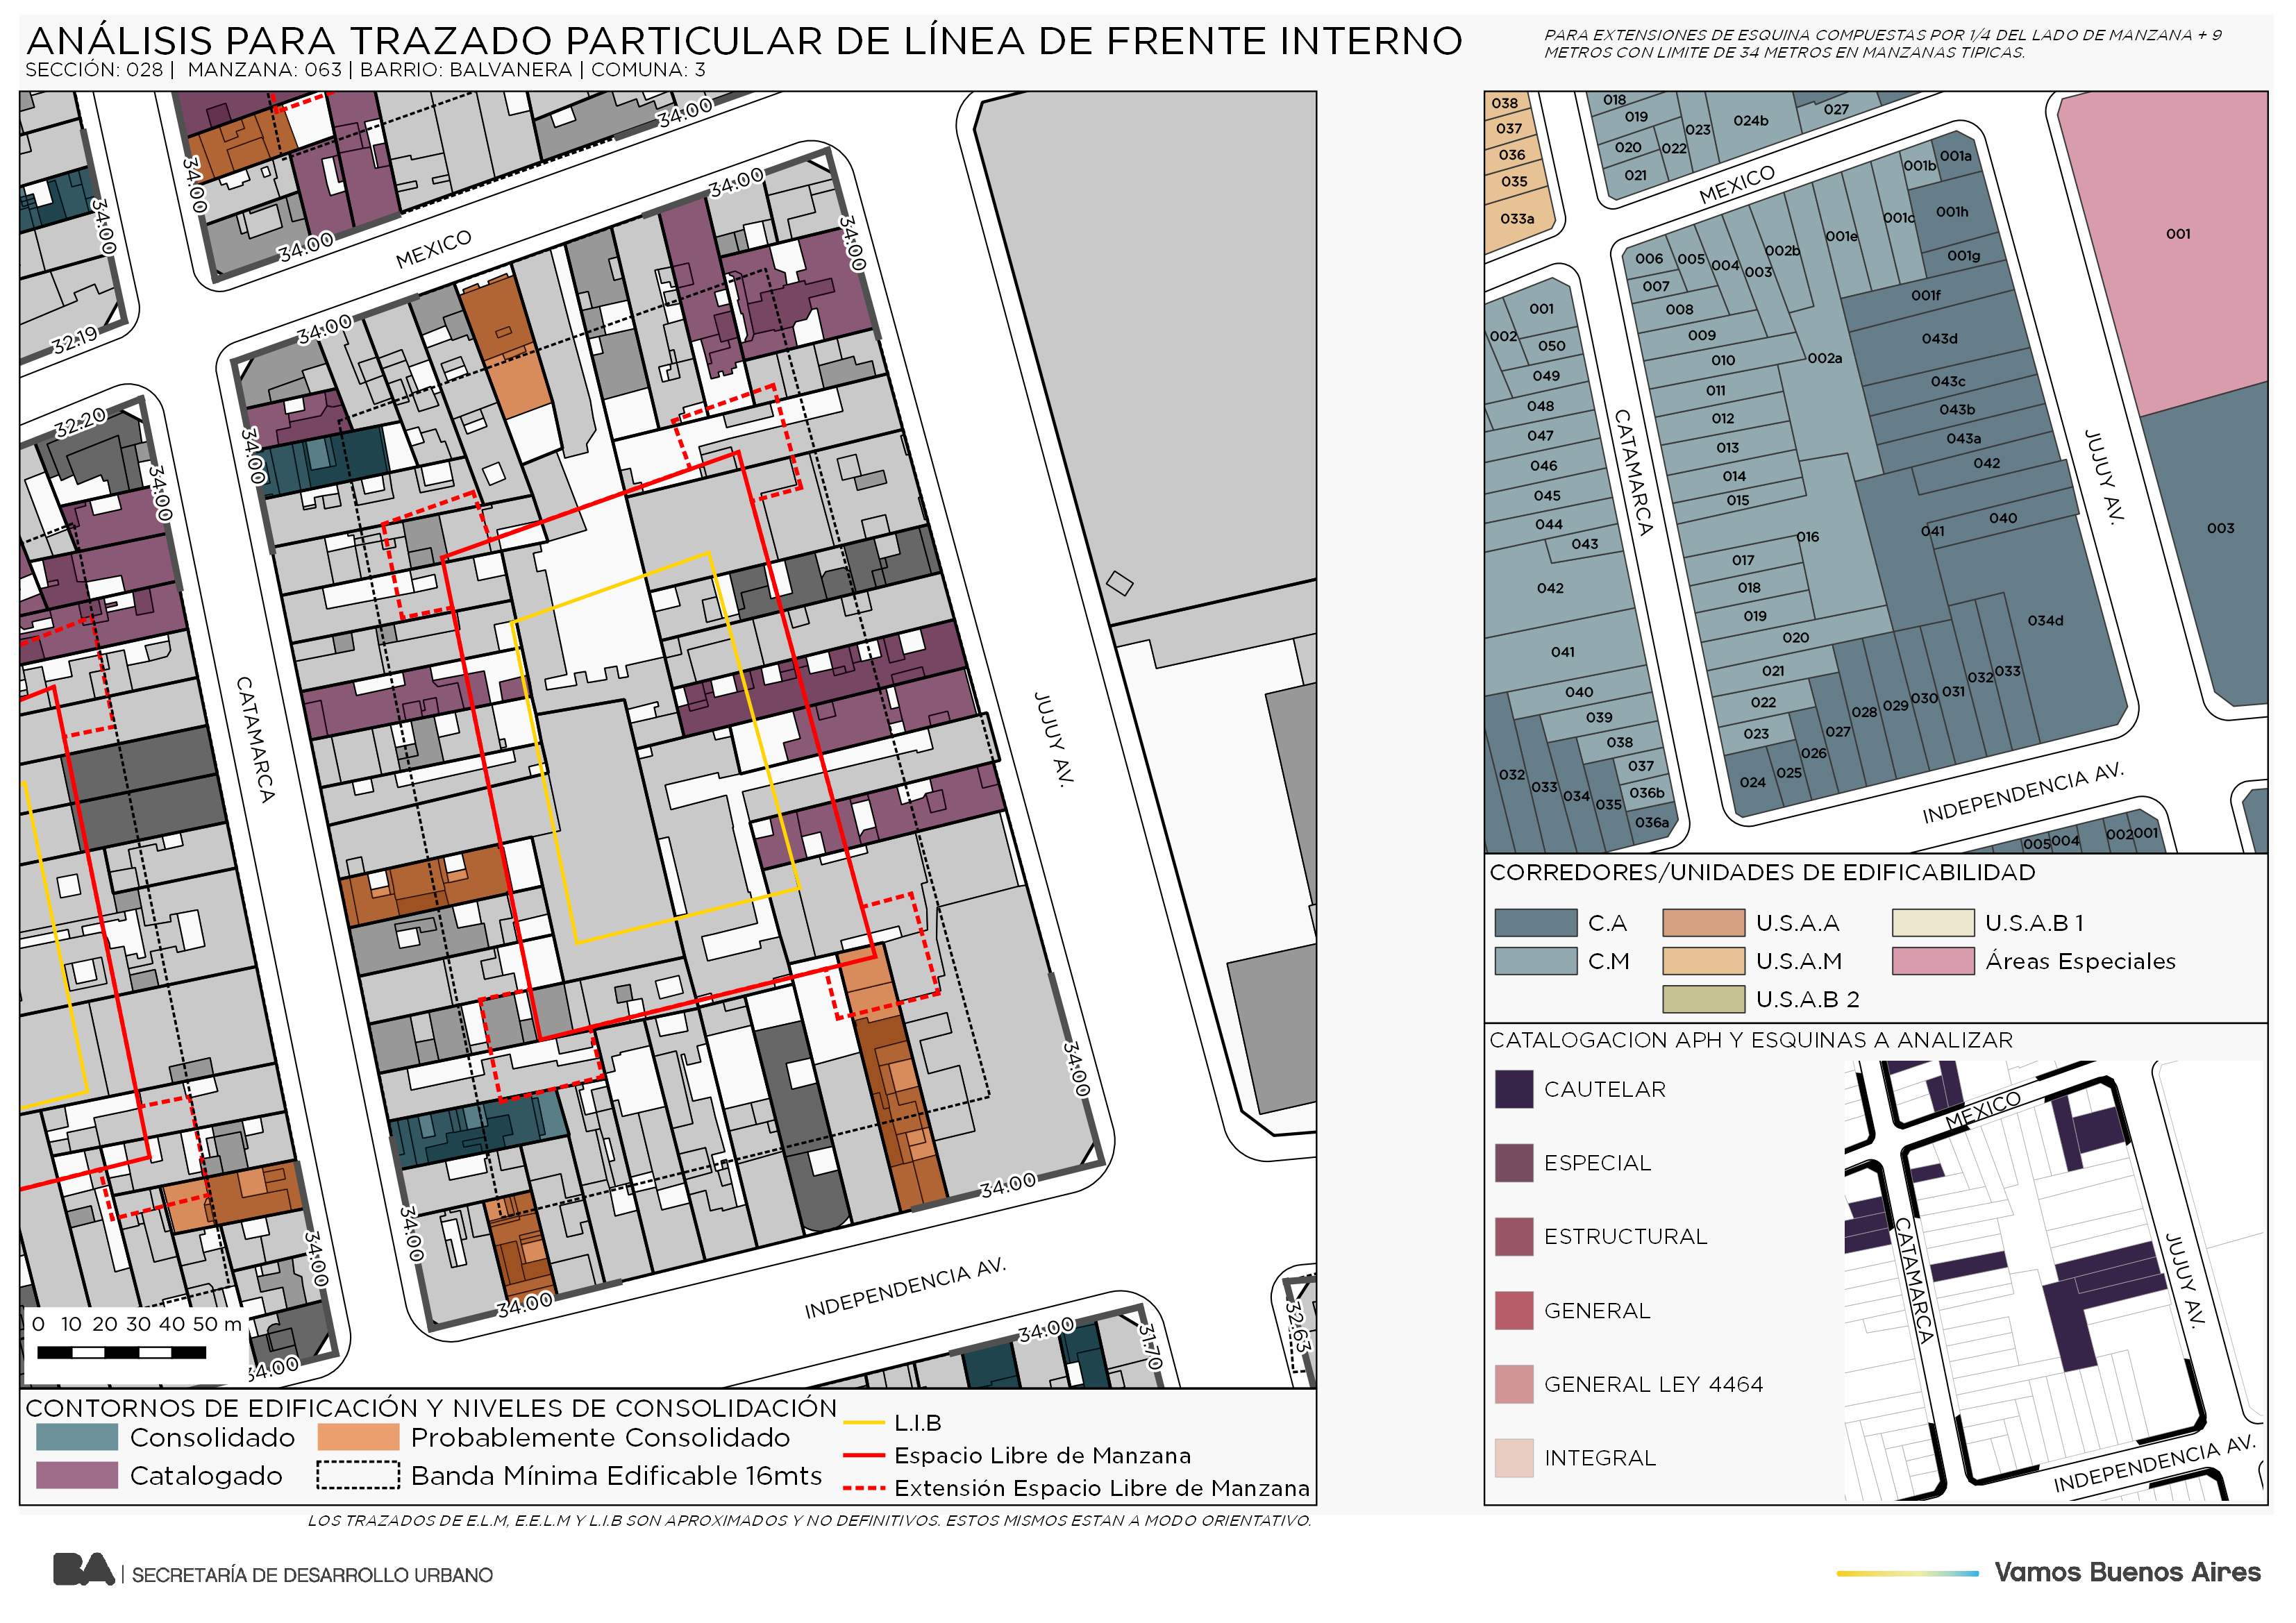 ANÁLISIS PARA TRAZADO PARTICULAR DE LÍNEA DE FRENTE INTERNO
SECCIÓN: 028 | MANZANA: 063 | BARRIO: BALVANERA | COMUNA: 3
PARA EXTENSIONES DE ESQUINA COMPUESTAS POR 1/4 DEL LADO DE MANZANA + 9
METROS CON LIMITE DE 34 METROS EN MANZANAS TIPICAS.
34.00
34.00
34.00
34.00
MEXICO
34.00
34.00
32.19
34.00
32.20
34.00
34.00
CATAMARCA
JUJUY AV.
34.00
34.00
34.00
34.00
34.00
INDEPENDENCIA AV.
34.00
31.70
32.63
34.00
0 10 20 30 40 50 m
CONTORNOS DE EDIFICACIÓN Y NIVELES DE CONSOLIDACIÓN
Consolidado
Probablemente Consolidado
Catalogado
Banda Mínima Edificable 16mts
L.I.B
Espacio Libre de Manzana
Extensión Espacio Libre de Manzana
LOS TRAZADOS DE E.L.M, E.E.L.M Y L.I.B SON APROXIMADOS Y NO DEFINITIVOS. ESTOS MISMOS ESTAN A MODO ORIENTATIVO.
038
037
036
035
033a
018
019
020
021
022
023
024b
027
MEXICO
001a
001b
001h
001c
001g
001e
001f
002b
003
004
005
006
007
008
009
010
011
012
013
014
015
016
017
018
019
020
021
022
023
024
025
026
027
028
029
030
031
032
033
034d
002a
043d
043c
043b
043a
042
041
040
001
003
001
002
050
049
048
047
046
045
044
043
042
041
040
039
038
037
036b
036a
032
033
034
035
CATAMARCA
JUJUY AV.
INDEPENDENCIA AV.
005
004
002
001
CORREDORES/UNIDADES DE EDIFICABILIDAD
C.A
U.S.A.A
U.S.A.B 1
C.M
U.S.A.M
Áreas Especiales
U.S.A.B 2
CATALOGACION APH Y ESQUINAS A ANALIZAR
CAUTELAR
ESPECIAL
ESTRUCTURAL
GENERAL
GENERAL LEY 4464
INTEGRAL
MEXICO
CATAMARCA
JUJUY AV.
INDEPENDENCIA AV.
BA | SECRETARÍA DE DESARROLLO URBANO
Vamos Buenos Aires